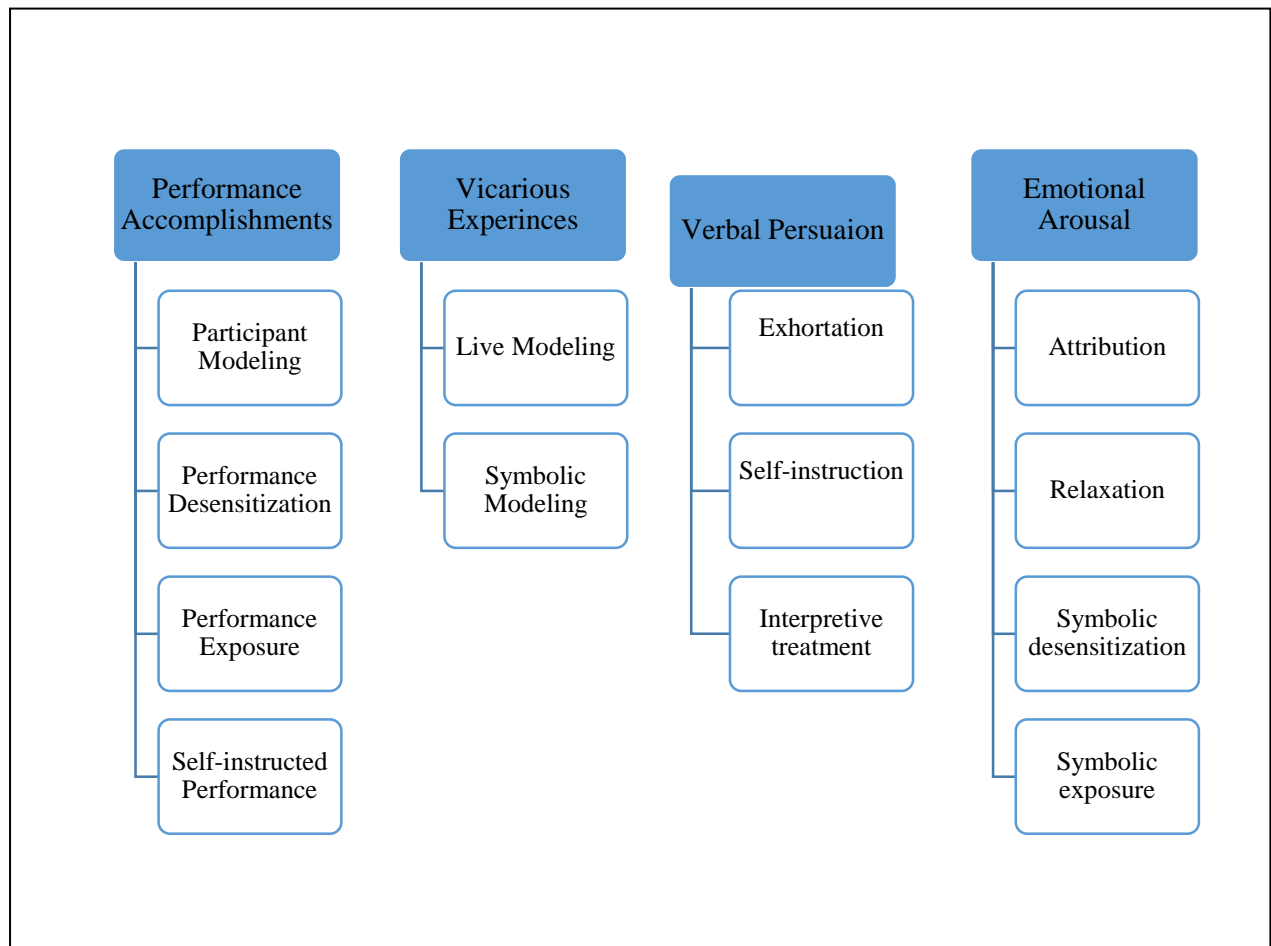 Performance
Accomplishments
Participant
Modeling
Performance
Desensitization
Performance
Exposure
Self-instructed
Performance
Vicarious
Experinces
Live Modeling
Symbolic
Modeling
Verbal Persuaion
Exhortation
Self-instruction
Interpretive
treatment
Emotional
Arousal
Attribution
Relaxation
Symbolic
desensitization
Symbolic
exposure